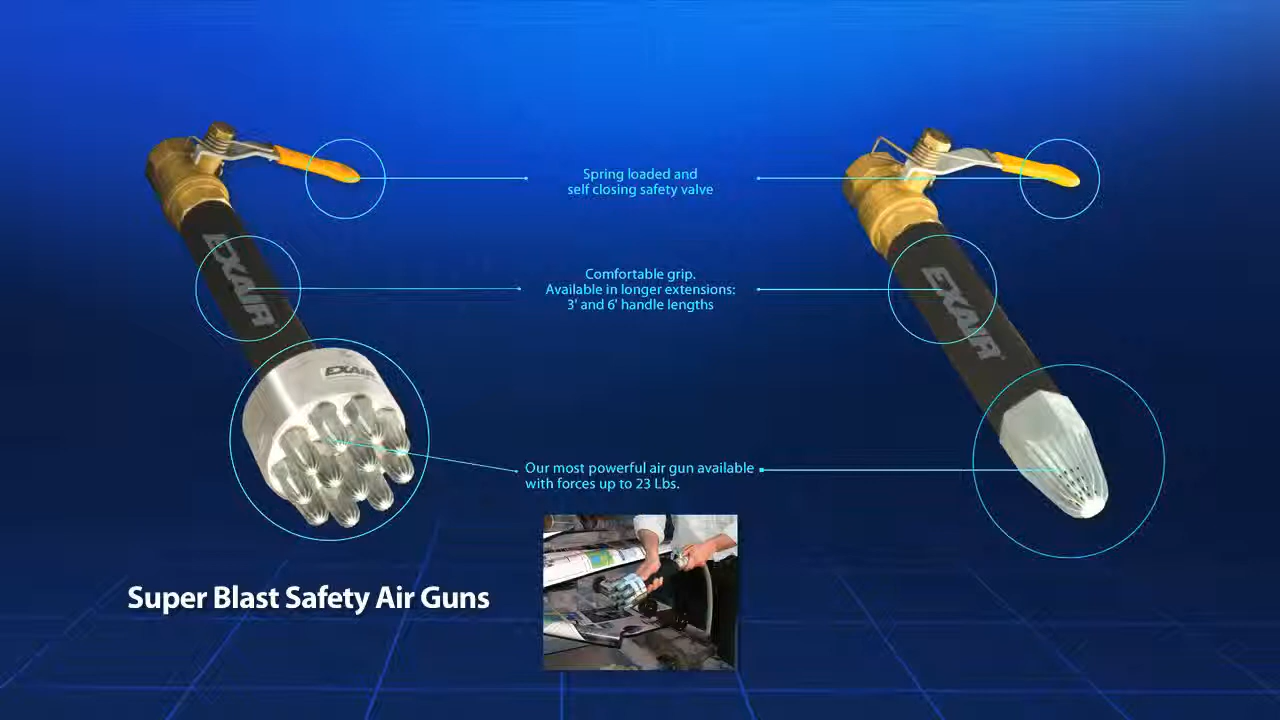 Spring loaded and
self closing safety valve
EXAIR
Comfortable grip.
Available in longer extensions:
3' and 6' handle lengths
EXAIR
EXAIR
Our most powerful air gun available
with forces up to 23 Lbs.
Super Blast Safety Air Guns